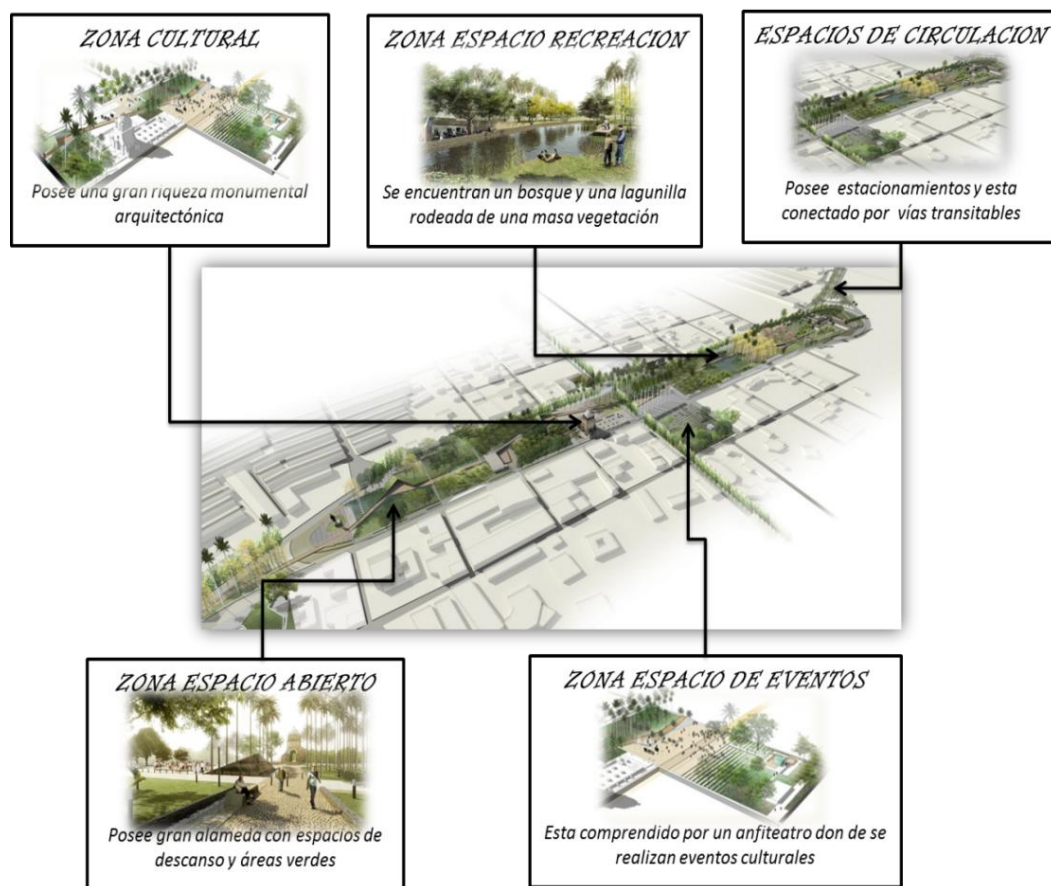 ZONA CULTURAL
Posee una gran riqueza monumental
arquitectónica
ZONA ESPACIO RECREACION
Se encuentran un bosque y una lagunilla
rodeada de una masa vegetación
ESPACIOS DE CIRCULACION
Posee estacionamientos y esta
conectado por vías transitables
ZONA ESPACIO ABIERTO
Posee gran alameda con espacios de
descanso y áreas verdes
ZONA ESPACIO DE EVENTOS
Esta comprendido por un anfiteatro don de se
realizan eventos culturales